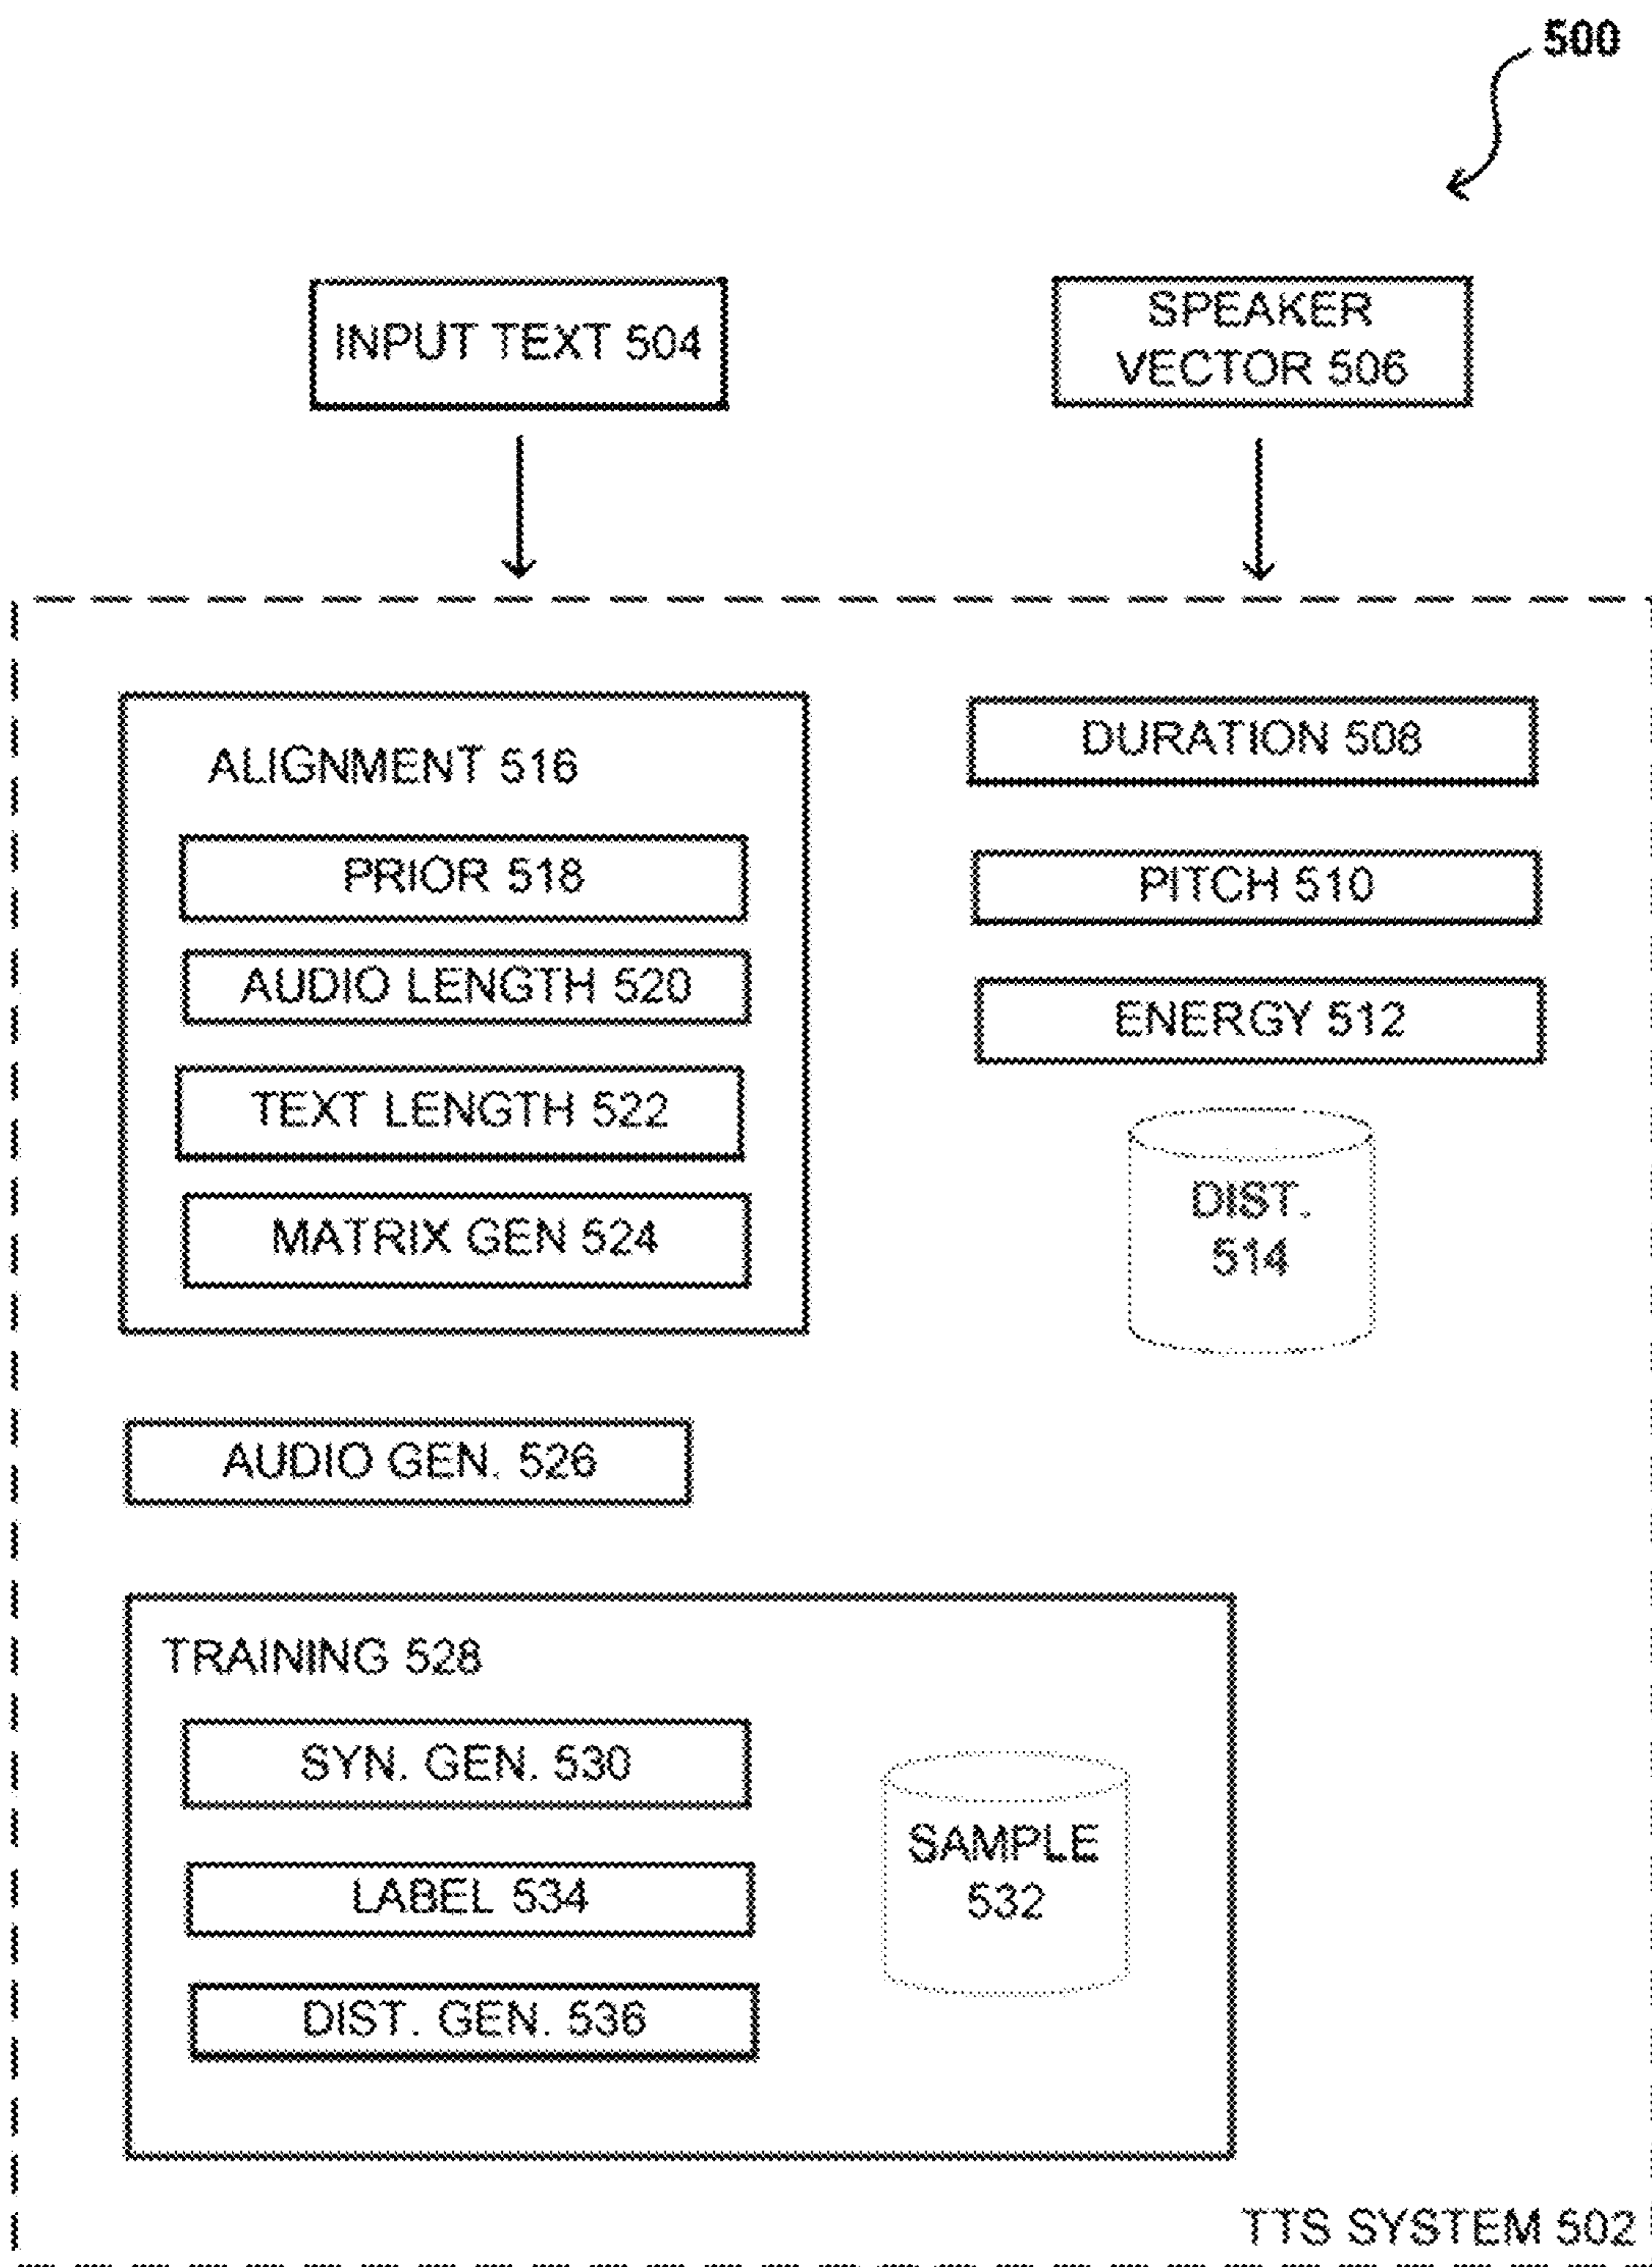 500
INPUT TEXT 504
SPEAKER
VECTOR 506
ALIGNMENT 516
PRIOR 518
AUDIO LENGTH 520
TEXT LENGTH 522
MATRIX GEN 524
DURATION 508
PITCH 510
ENERGY 512
DIST.
514
AUDIO GEN. 526
TRAINING 528
SYN. GEN. 530
LABEL 534
DIST. GEN. 536
SAMPLE
532
TTS SYSTEM 502